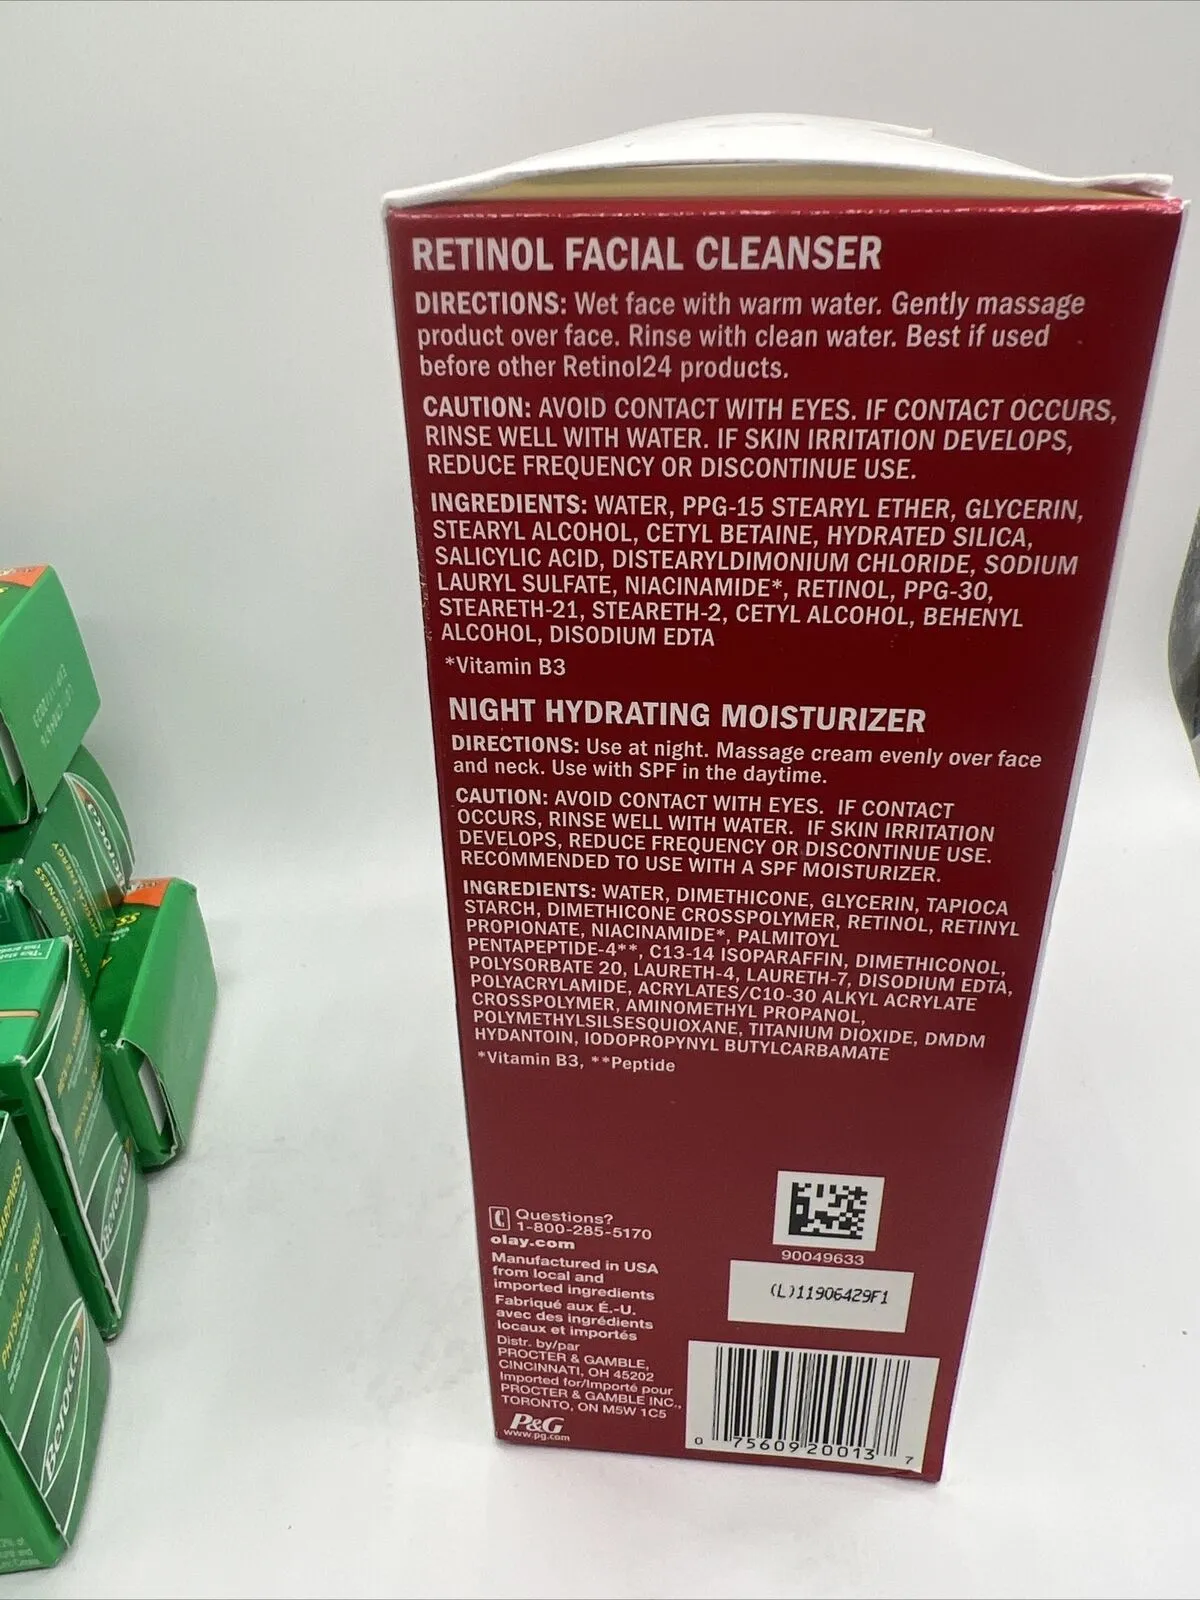 RETINOL FACIAL CLEANSER
DIRECTIONS: Wet face with warm water. Gently massage
product over face. Rinse with clean water. Best if used
before other Retinol24 products.
CAUTION: AVOID CONTACT WITH EYES. IF CONTACT OCCURS,
RINSE WELL WITH WATER. IF SKIN IRRITATION DEVELOPS,
REDUCE FREQUENCY OR DISCONTINUE USE.
INGREDIENTS: WATER, PPG-15 STEARYL ETHER, GLYCERIN,
STEARYL ALCOHOL, CETYL BETAINE, HYDRATED SILICA,
SALICYLIC ACID, DISTEARYLDIMONIUM CHLORIDE, SODIUM
LAURYL SULFATE, NIACINAMIDE*, RETINOL, PPG-30,
STEARETH-21, STEARETH-2, CETYL ALCOHOL, BEHENYL
ALCOHOL, DISODIUM EDTA
*Vitamin B3
NIGHT HYDRATING MOISTURIZER
DIRECTIONS: Use at night. Massage cream evenly over face
and neck. Use with SPF in the daytime.
CAUTION: AVOID CONTACT WITH EYES. IF CONTACT
OCCURS, RINSE WELL WITH WATER. IF SKIN IRRITATION
DEVELOPS, REDUCE FREQUENCY OR DISCONTINUE USE.
RECOMMENDED TO USE WITH A SPF MOISTURIZER.
INGREDIENTS: WATER, DIMETHICONE, GLYCERIN, TAPIOCA
STARCH, DIMETHICONE CROSSPOLYMER, RETINOL, RETINYL
PROPIONATE, NIACINAMIDE*, PALMITOYL
PENTAPEPTIDE-4**, C13-14 ISOPARAFFIN, DIMETHICONOL,
POLYSORBATE 20, LAURETH-4, LAURETH-7, DISODIUM EDTA,
POLYACRYLAMIDE, ACRYLATES/C10-30 ALKYL ACRYLATE
CROSSPOLYMER, AMINOMETHYL PROPANOL,
POLYMETHYLSILSESQUIOXANE, TITANIUM DIOXIDE, DMDM
HYDANTOIN, IODOPROPYNYL BUTYLCARBAMATE
*Vitamin B3, **Peptide
Questions?
1-800-285-5170
olay.com
Manufactured in USA
from local and
imported ingredients
Fabriqué aux É.-U.
avec des ingrédients
locaux et importés
Distr. by/par
PROCTER & GAMBLE,
CINCINNATI, OH 45202
Imported for/Importé pour
PROCTER & GAMBLE INC.,
TORONTO, ON M5W 1C5
P&G
www.pg.com
90049633
(L)11906429F1
0 75609 20013 7
Berocca
MENTAL SHARPNESS
PHYSICAL ENERGY
Berocca
PHYSICAL ENERGY
Berocca